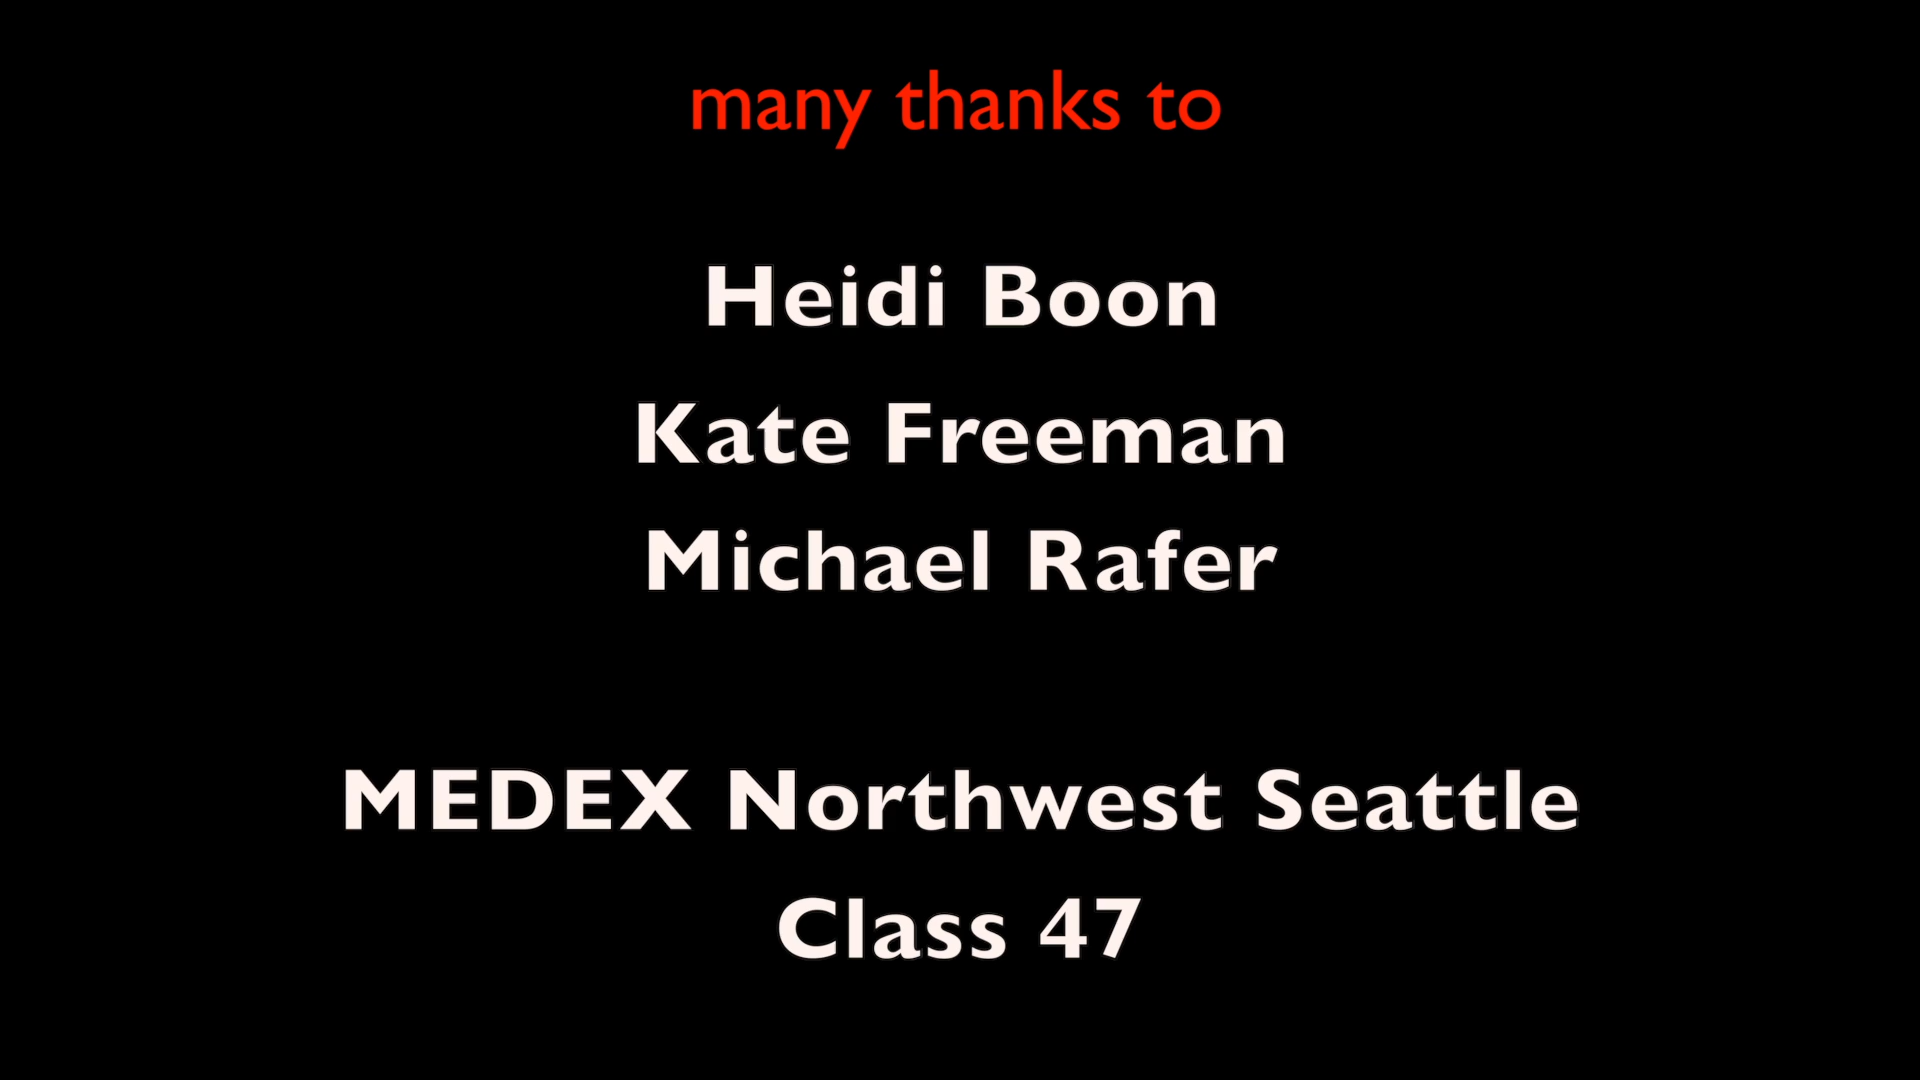 many thanks to
Heidi Boon
Kate Freeman
Michael Rafer
MEDEX Northwest Seattle
Class 47